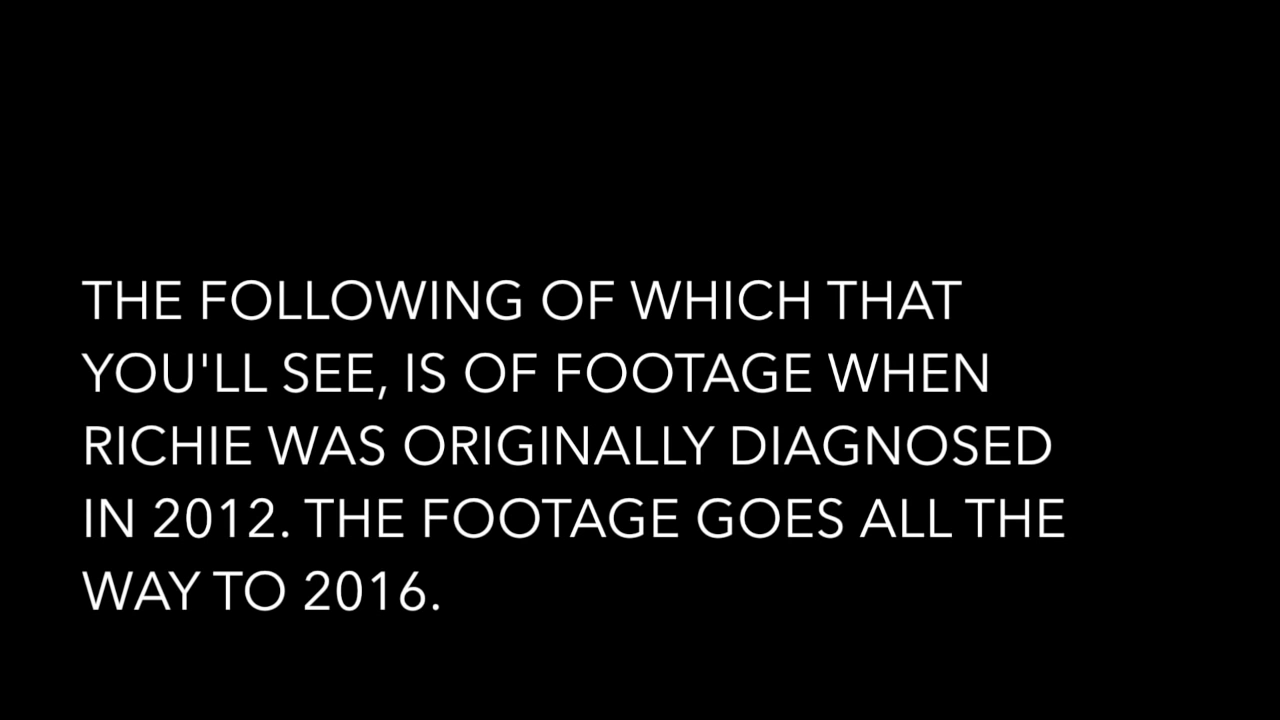 THE FOLLOWING OF WHICH THAT
YOU'LL SEE, IS OF FOOTAGE WHEN
RICHIE WAS ORIGINALLY DIAGNOSED
IN 2012. THE FOOTAGE GOES ALL THE
WAY TO 2016.